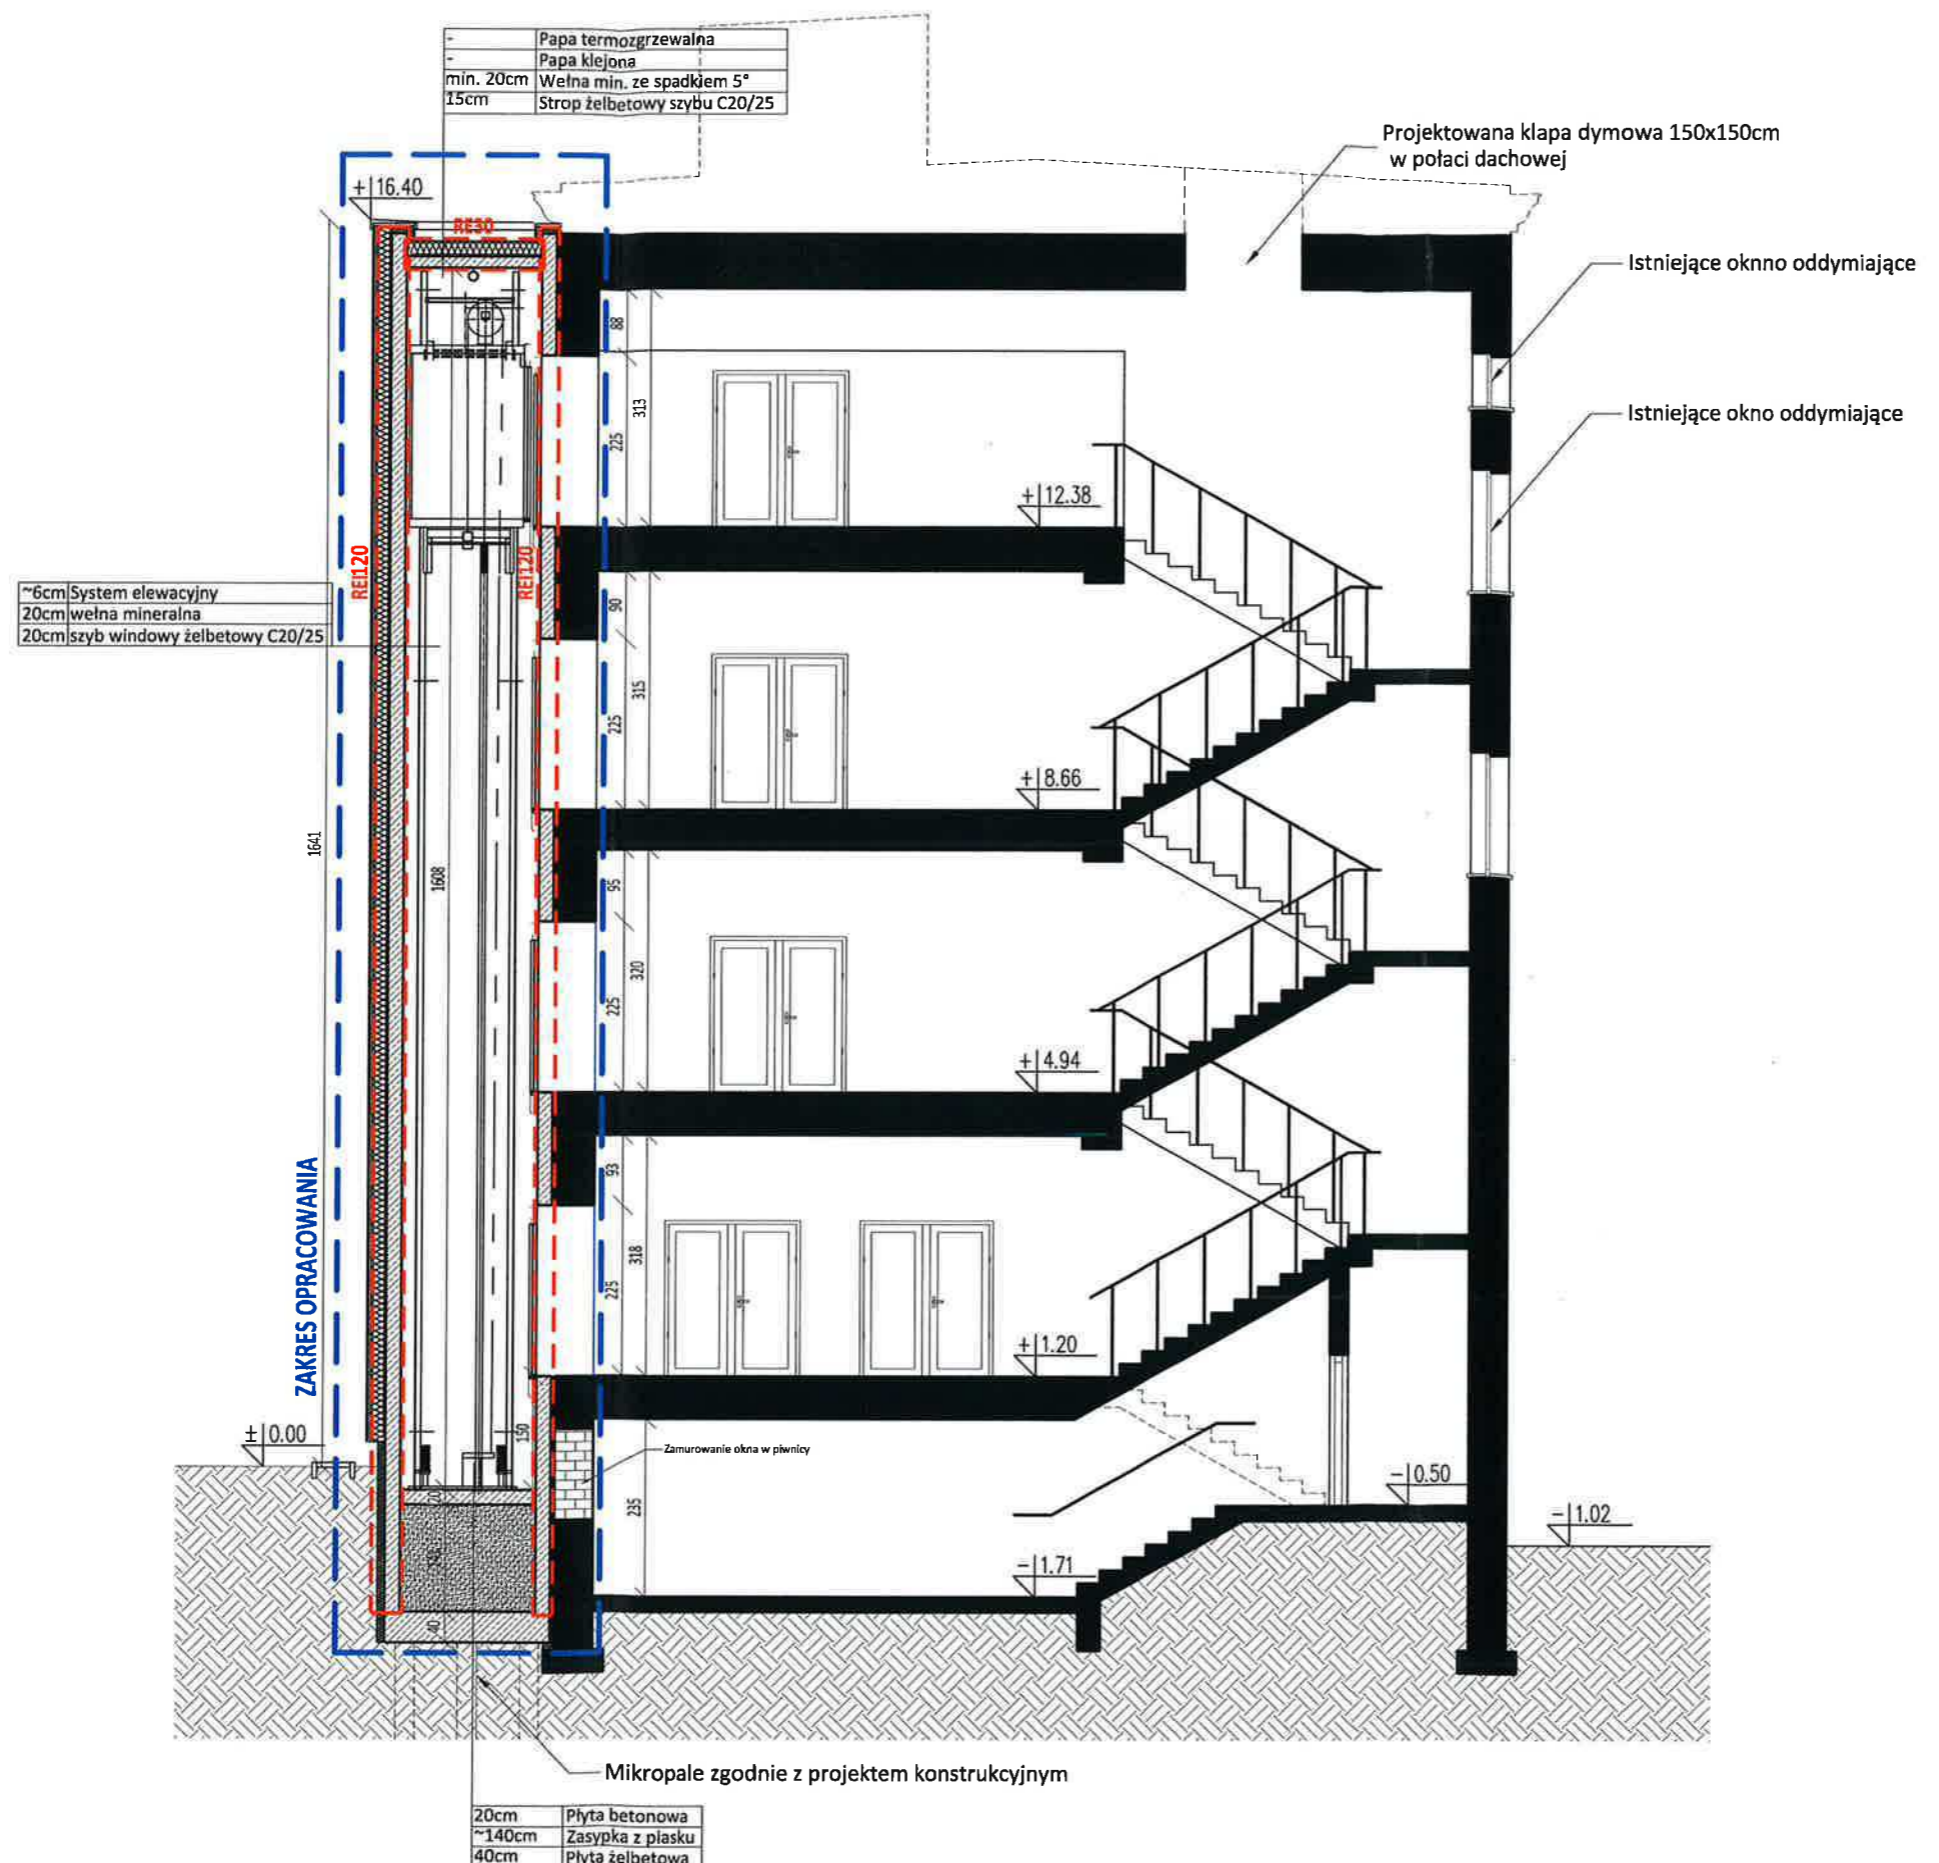 - Papa termozgrzewalna
- Papa klejona
min. 20cm Wełna min. ze spadkiem 5°
15cm Strop żelbetowy szybu C20/25
Projektowana klapa dymowa 150x150cm
w połaci dachowej
+16.40
RE30
Istniejące oknno oddymiające
88
313
225
Istniejące okno oddymiające
+12.38
REI120
REI120
~6cm System elewacyjny
20cm wełna mineralna
20cm szyb windowy żelbetowy C20/25
90
315
225
+8.66
1641
1608
95
320
225
+4.94
ZAKRES OPRACOWANIA
93
318
225
+1.20
±0.00
150
Zamurowanie okna w piwnicy
20
235
-0.50
-1.02
-1.71
40
Mikropale zgodnie z projektem konstrukcyjnym
20cm Płyta betonowa
~140cm Zasypka z piasku
40cm Płyta żelbetowa